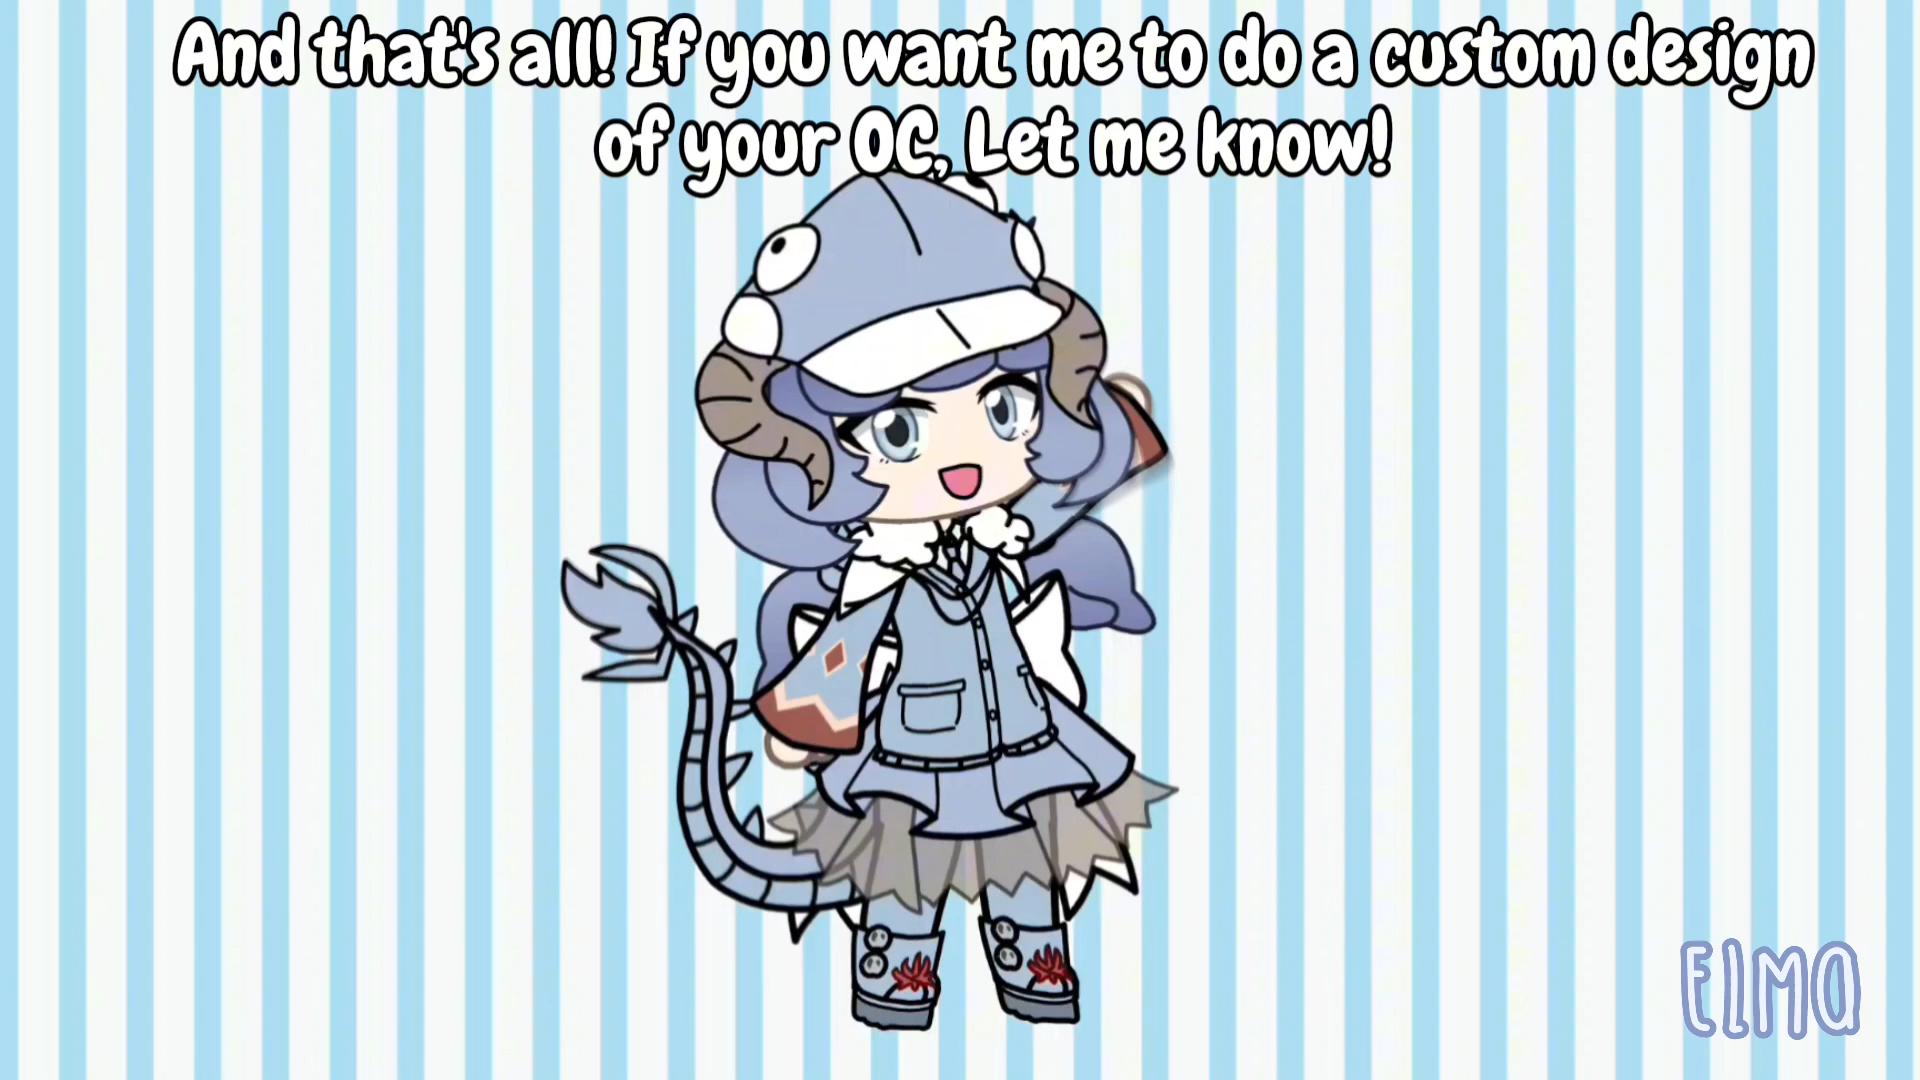 And that's all! If you want me to do a custom design
of your OC, Let me know!
ELMA